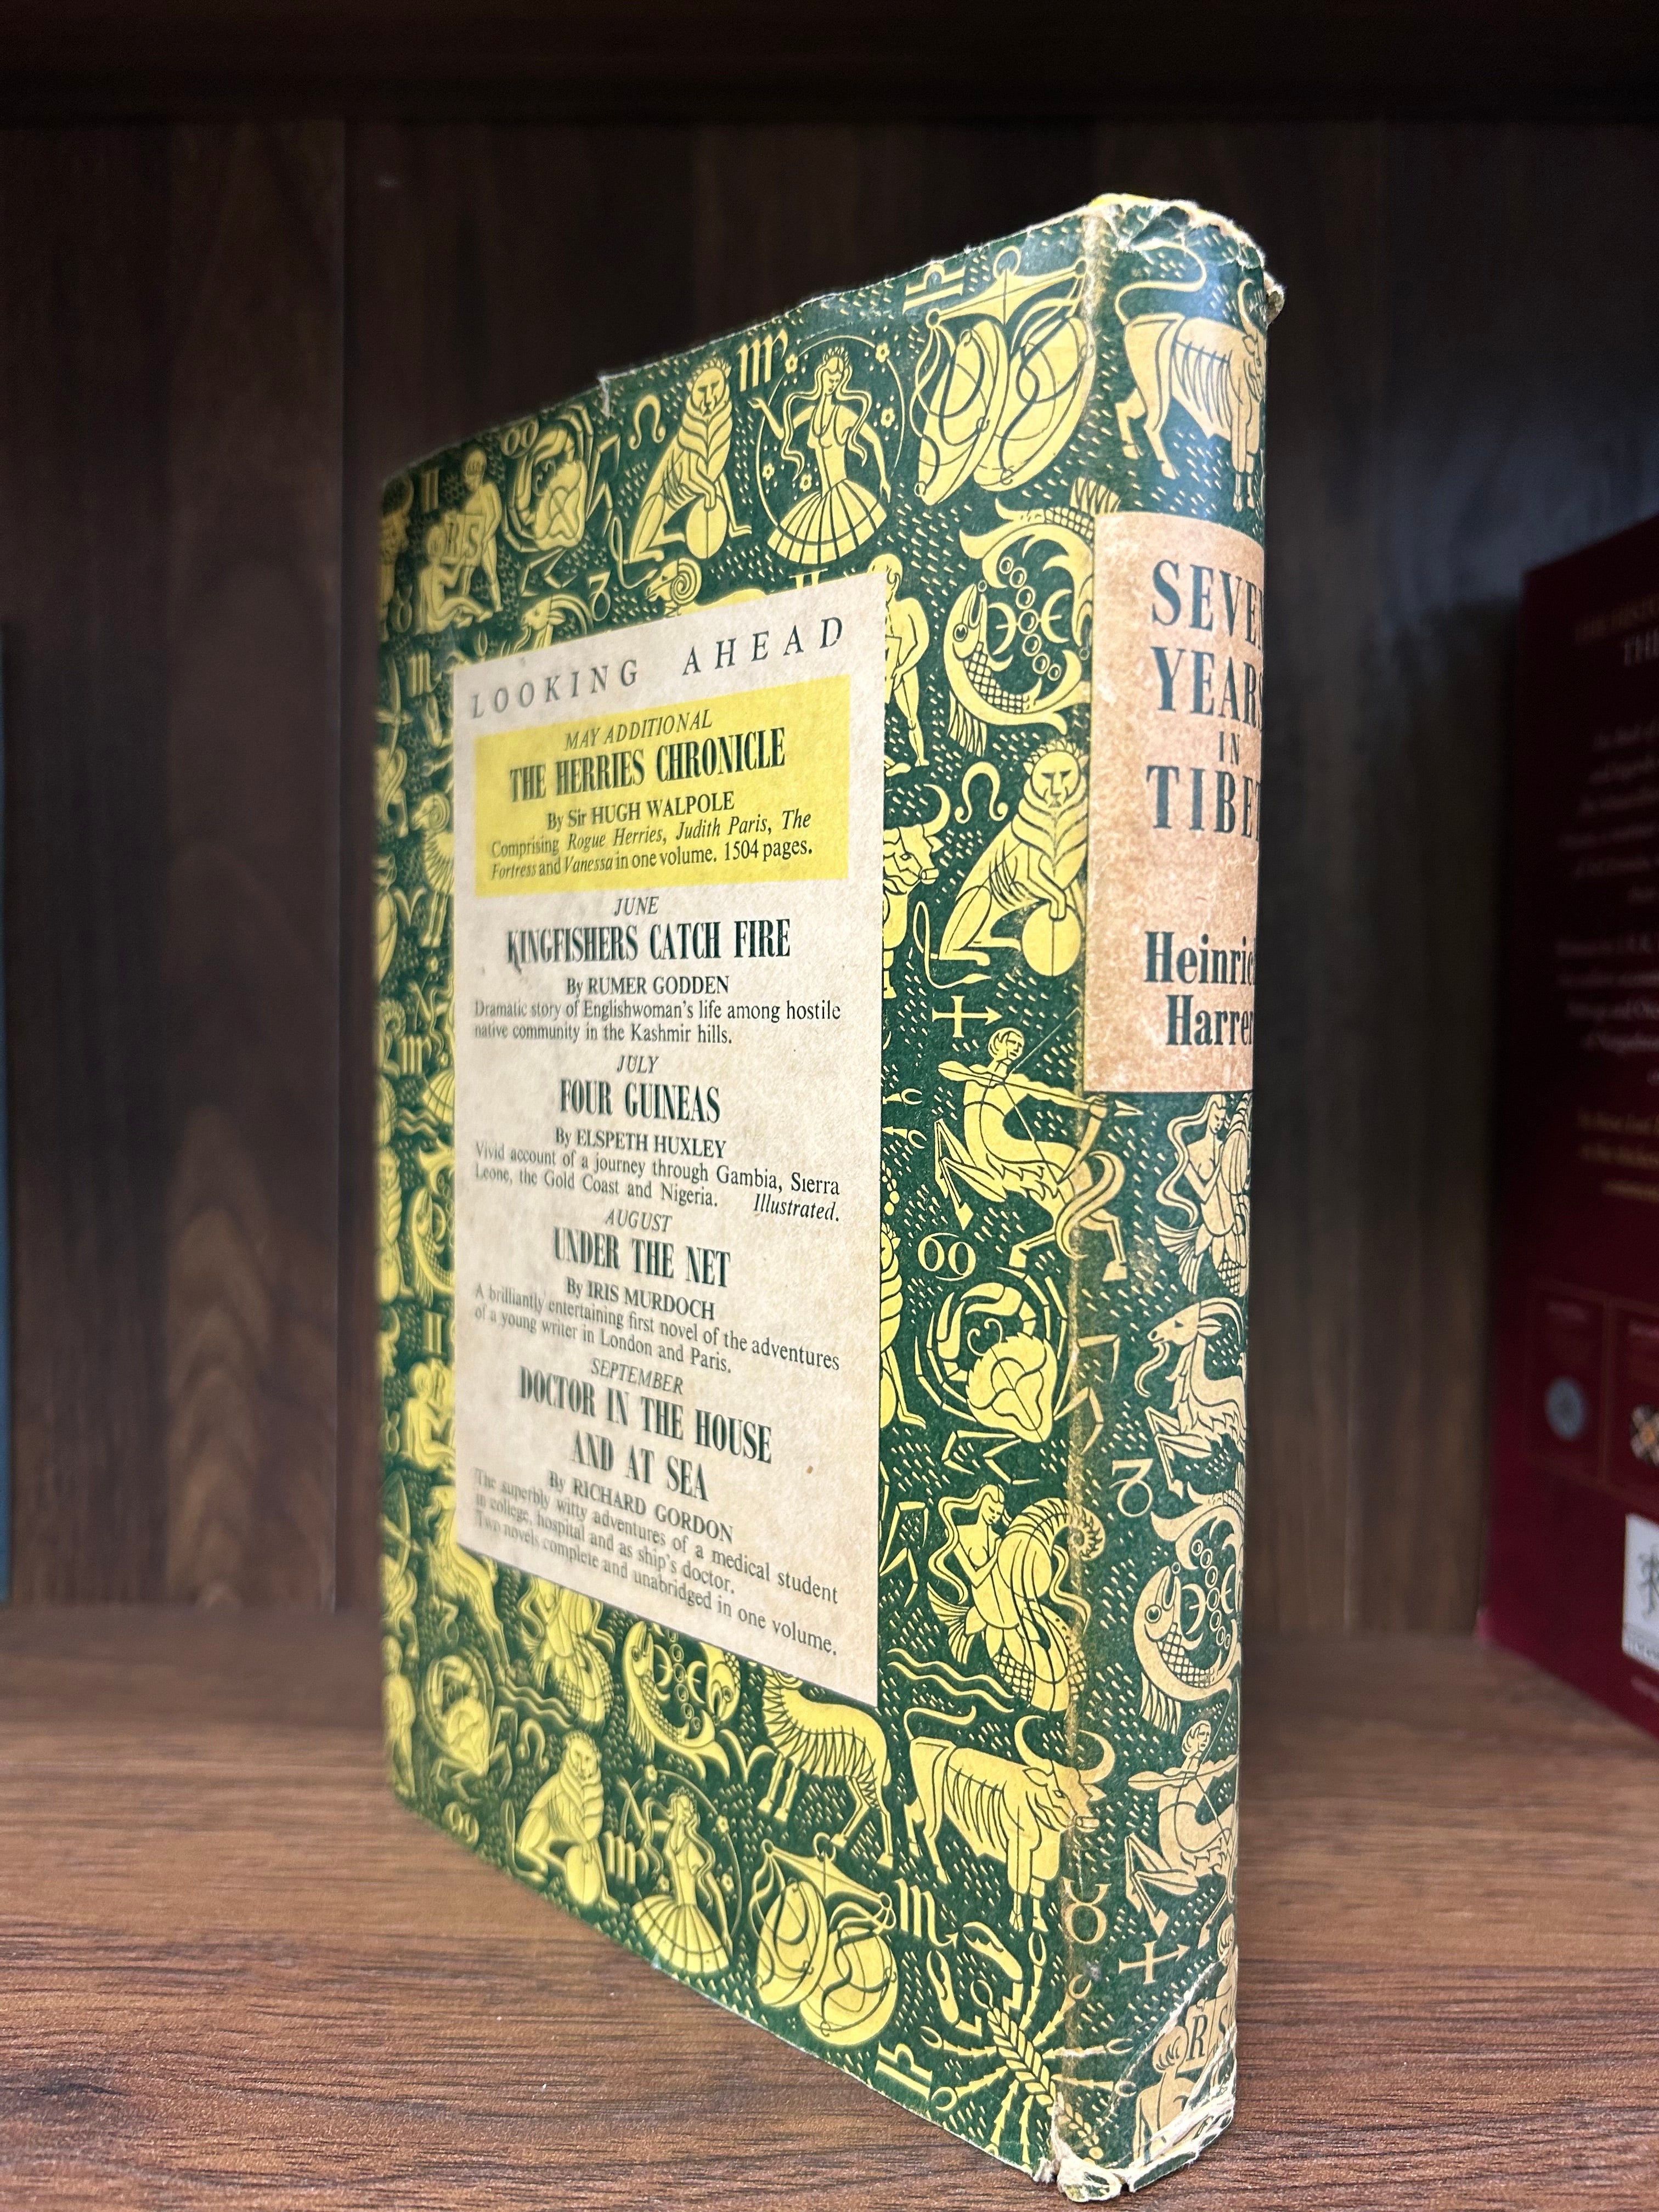 LOOKING AHEAD
MAY ADDITIONAL
THE HERRIES CHRONICLE
By Sir HUGH WALPOLE
Comprising Rogue Herries, Judith Paris, The
Fortress and Vanessa in one volume. 1504 pages.
JUNE
KINGFISHERS CATCH FIRE
By RUMER GODDEN
Dramatic story of Englishwoman's life among hostile
native community in the Kashmir hills.
JULY
FOUR GUINEAS
By ELSPETH HUXLEY
Vivid account of a journey through Gambia, Sierra
Leone, the Gold Coast and Nigeria. Illustrated.
AUGUST
UNDER THE NET
By IRIS MURDOCH
A brilliantly entertaining first novel of the adventures
of a young writer in London and Paris.
SEPTEMBER
DOCTOR IN THE HOUSE
AND AT SEA
By RICHARD GORDON
The superbly witty adventures of a medical student
in college, hospital and as ship's doctor.
Two novels complete and unabridged in one volume.
SEVEN
YEARS
IN
TIBET
Heinrich
Harrer